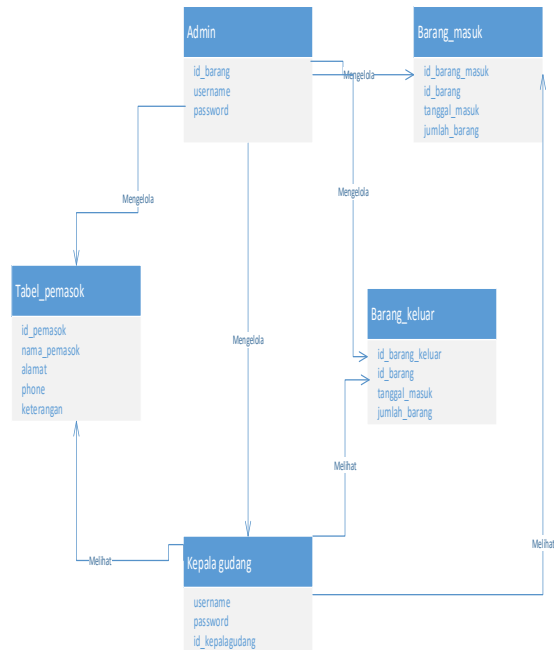 Admin
id_barang
username
password
Barang_masuk
id_barang_masuk
id_barang
tanggal_masuk
jumlah_barang
Mengelola
Mengelola
Mengelola
Tabel_pemasok
id_pemasok
nama_pemasok
alamat
phone
keterangan
Barang_keluar
id_barang_keluar
id_barang
tanggal_masuk
jumlah_barang
Mengelola
Melihat
Melihat
Melihat
Kepala gudang
username
password
id_kepalagudang